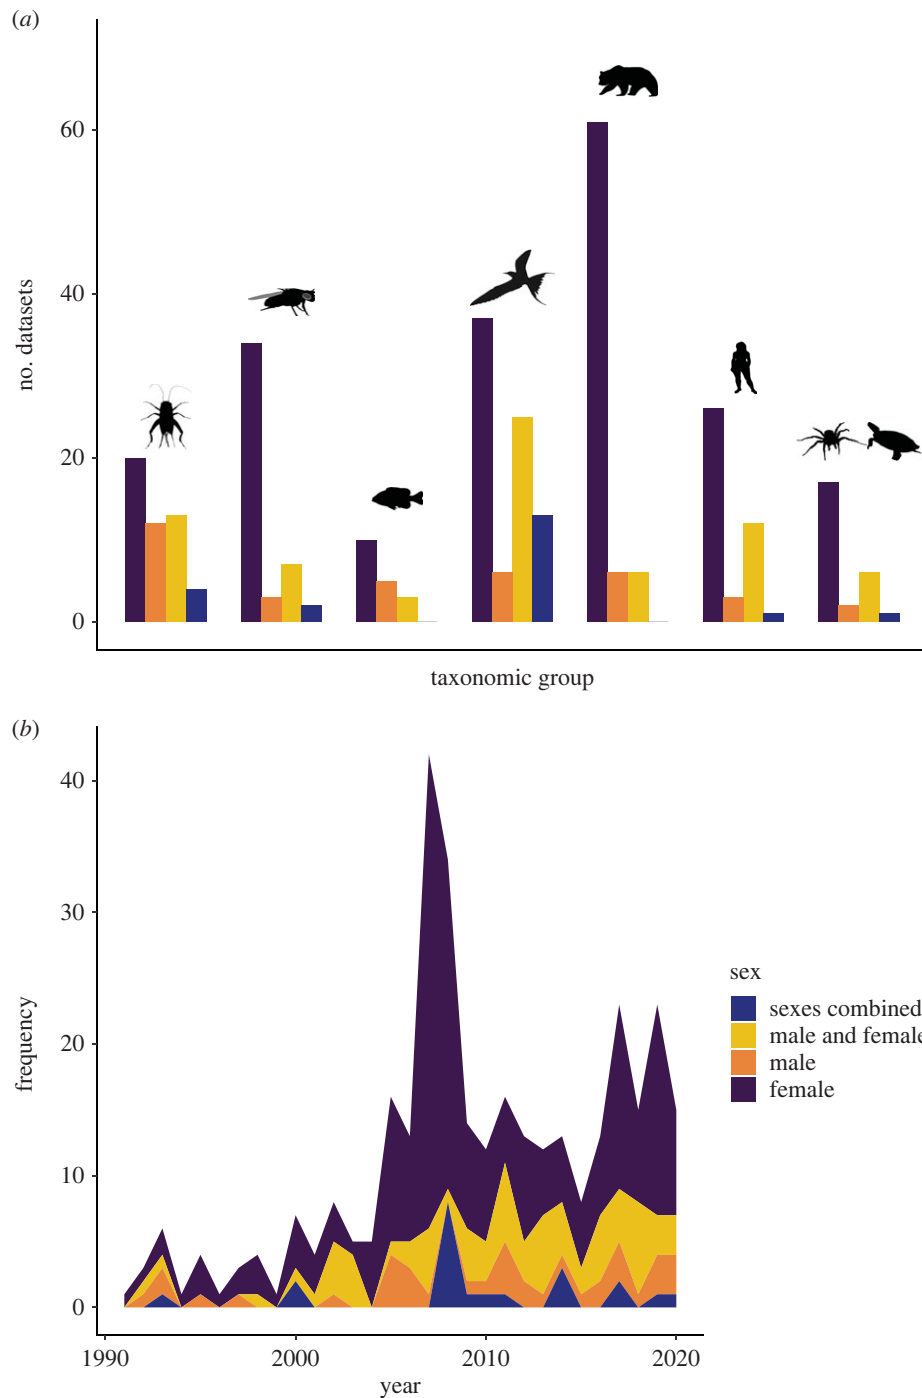 (a)
60
40
20
0
no. datasets
taxonomic group
(b)
40
30
20
10
0
frequency
1990 2000 2010 2020
year
sex
sexes combined
male and female
male
female